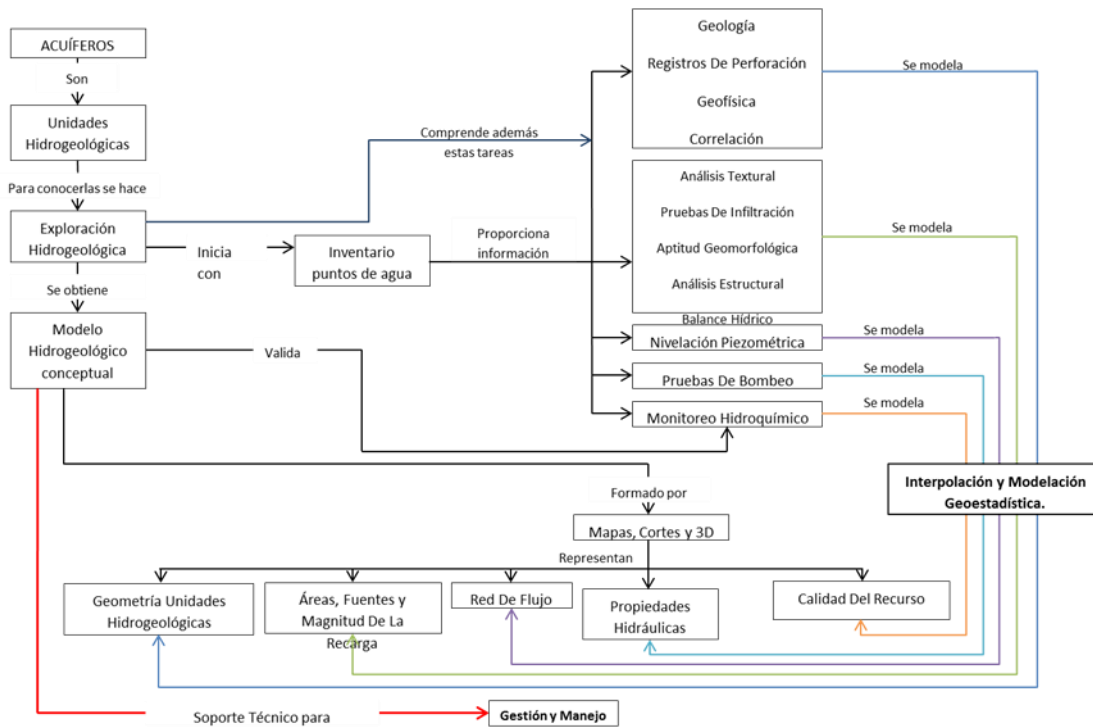 ACUÍFEROS
Son
Unidades
Hidrogeológicas
Para conocerlas se hace
Exploración
Hidrogeológica
Se obtiene
Modelo
Hidrogeológico
conceptual
Inicia
con
Inventario
puntos de agua
Comprende además
estas tareas
Proporciona
información
Valida
Geología
Registros De Perforación
Geofísica
Correlación
Se modela
Análisis Textural
Pruebas De Infiltración
Aptitud Geomorfológica
Análisis Estructural
Balance Hídrico
Se modela
Nivelación Piezométrica
Se modela
Pruebas De Bombeo
Se modela
Monitoreo Hidroquímico
Se modela
Interpolación y Modelación
Geoestadística.
Formado por
Mapas, Cortes y 3D
Representan
Geometría Unidades
Hidrogeológicas
Áreas, Fuentes y
Magnitud De La
Recarga
Red De Flujo
Propiedades
Hidráulicas
Calidad Del Recurso
Soporte Técnico para
Gestión y Manejo